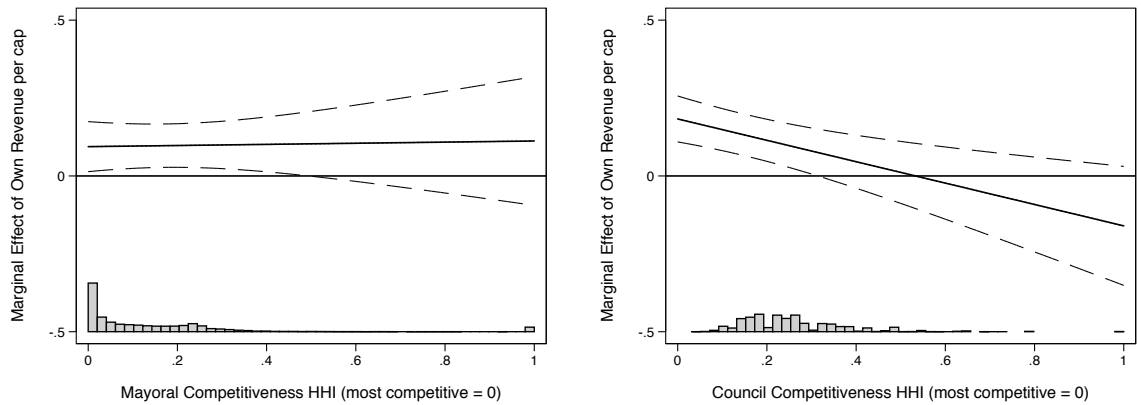 Marginal Effect of Own Revenue per cap
.5
0
-.5
0 .2 .4 .6 .8 1
Mayoral Competitiveness HHI (most competitive = 0)
Marginal Effect of Own Revenue per cap
.5
0
-.5
0 .2 .4 .6 .8 1
Council Competitiveness HHI (most competitive = 0)